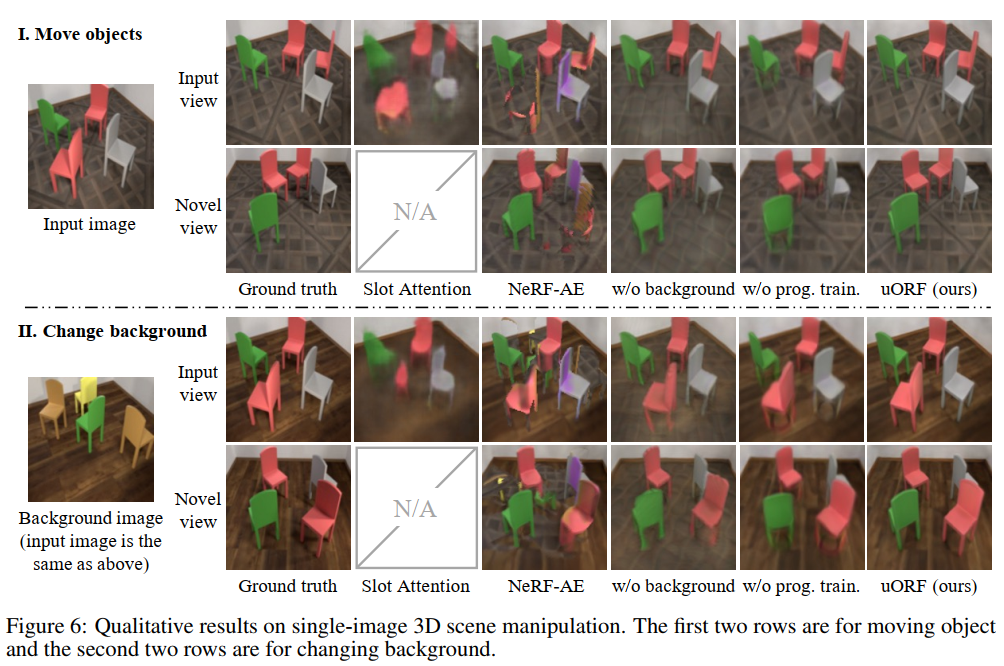 I. Move objects
Input
view
Input image
Novel
view
N/A
Ground truth
Slot Attention
NeRF-AE
w/o background
w/o prog. train.
uORF (ours)
II. Change background
Input
view
Background image
(input image is the
same as above)
Novel
view
N/A
Ground truth
Slot Attention
NeRF-AE
w/o background
w/o prog. train.
uORF (ours)
Figure 6: Qualitative results on single-image 3D scene manipulation. The first two rows are for moving object
and the second two rows are for changing background.